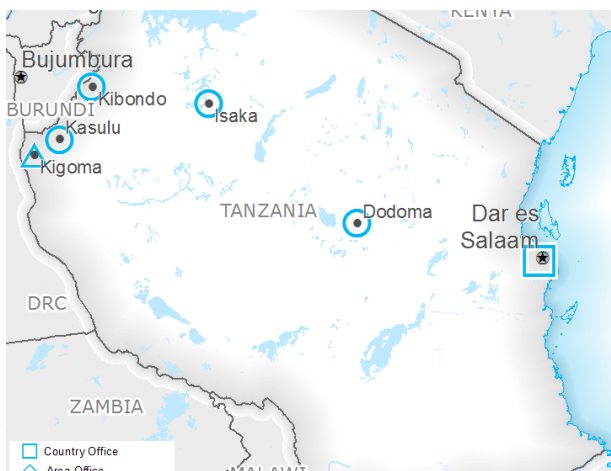 KENYA
Bujumbura
Kibondo
BURUNDI
Isaka
Kasulu
Kigoma
TANZANIA
Dodoma
Dar es
Salaam
DRC
ZAMBIA
Country Office
Area Office
MALAWI